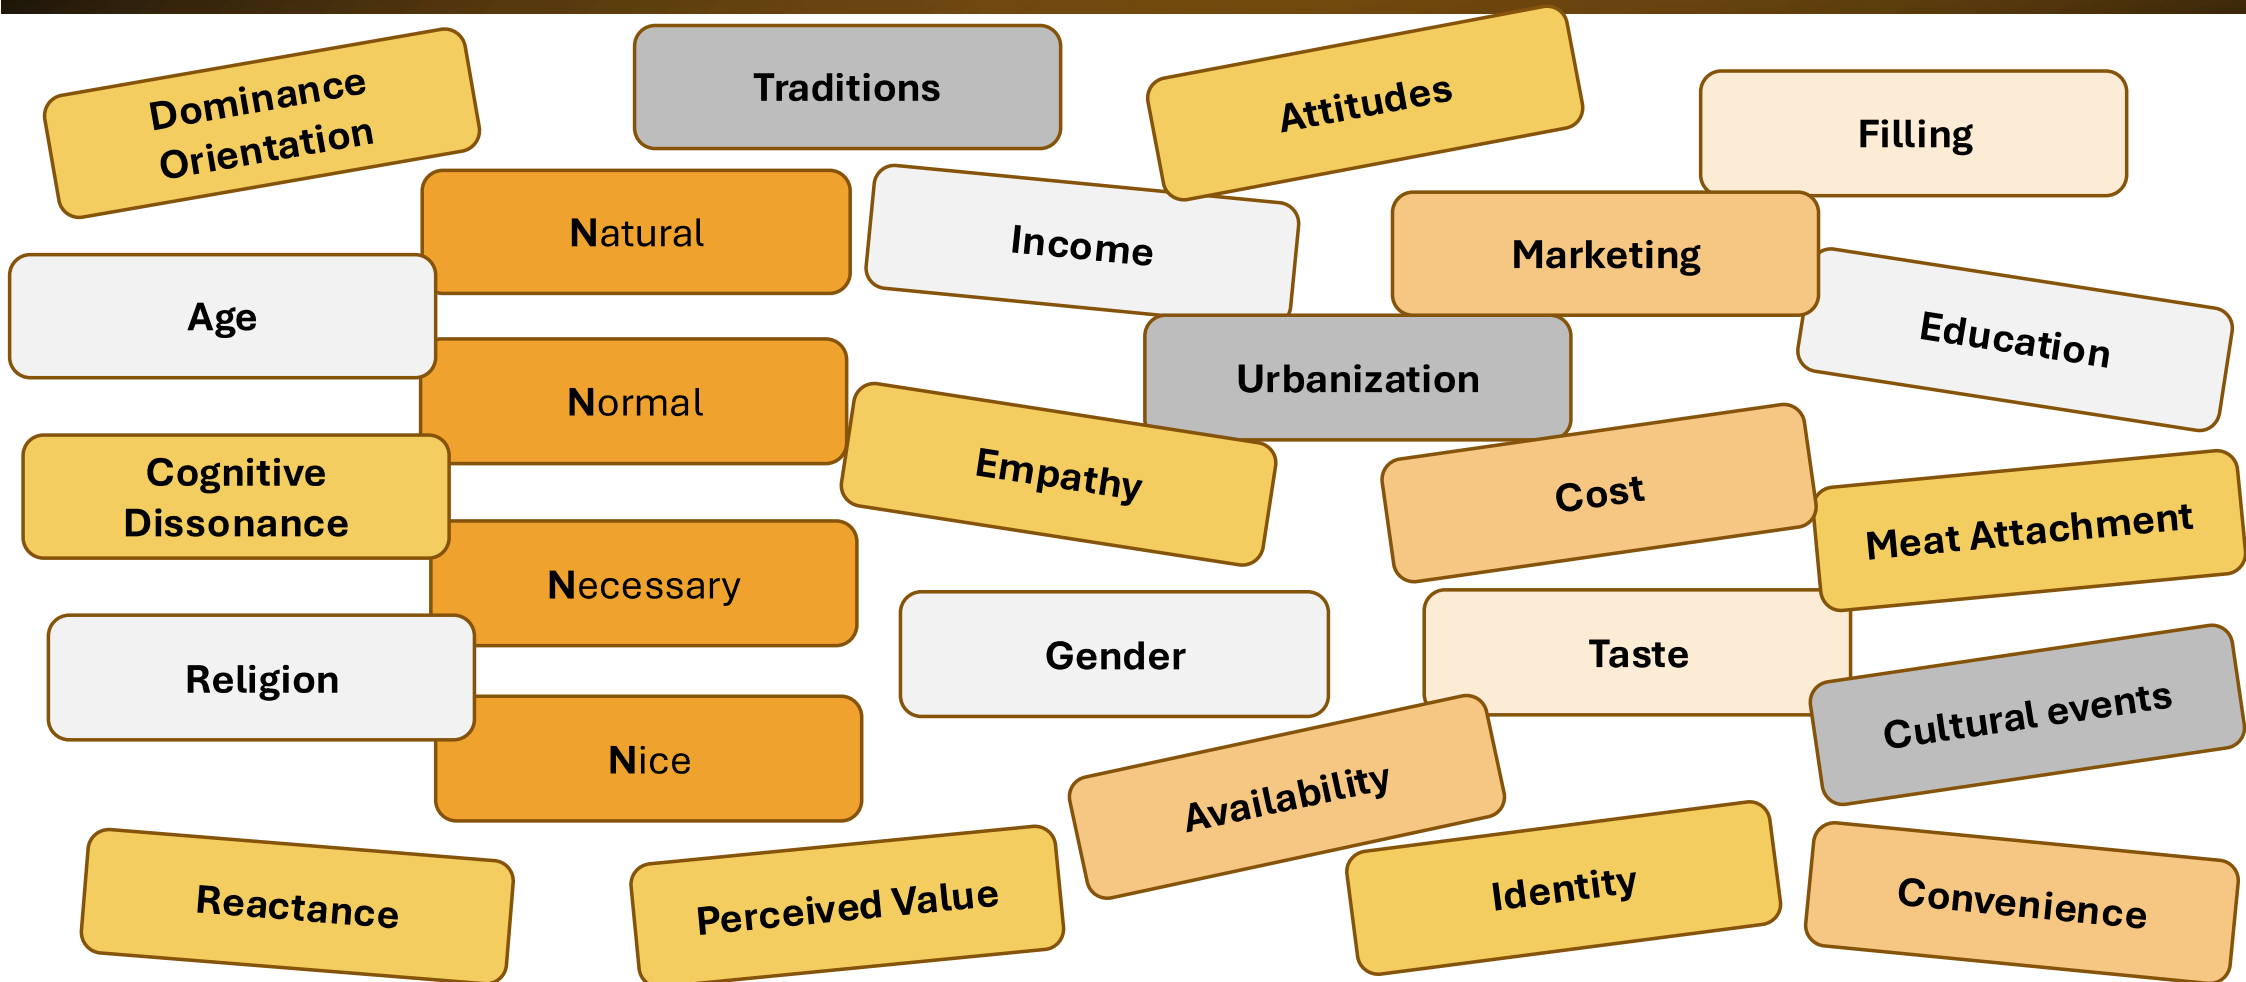 Dominance
Orientation
Traditions
Attitudes
Filling
Natural
Income
Marketing
Age
Education
Normal
Urbanization
Cognitive
Dissonance
Empathy
Cost
Meat Attachment
Necessary
Religion
Gender
Taste
Cultural events
Nice
Availability
Reactance
Perceived Value
Identity
Convenience